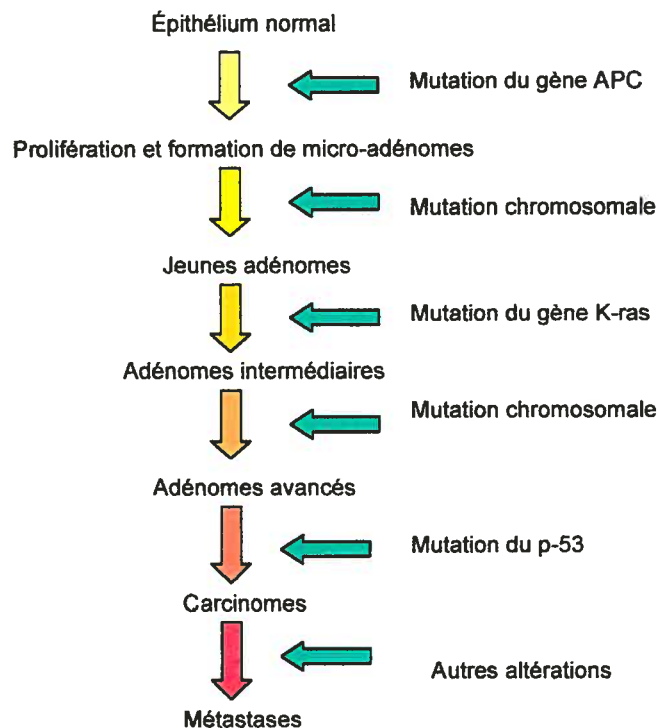 Épithélium normal
Mutation du gène APC
Prolifération et formation de micro-adénomes
Mutation chromosomale
Jeunes adénomes
Mutation du gène K-ras
Adénomes intermédiaires
Mutation chromosomale
Adénomes avancés
Mutation du p-53
Carcinomes
Autres altérations
Métastases